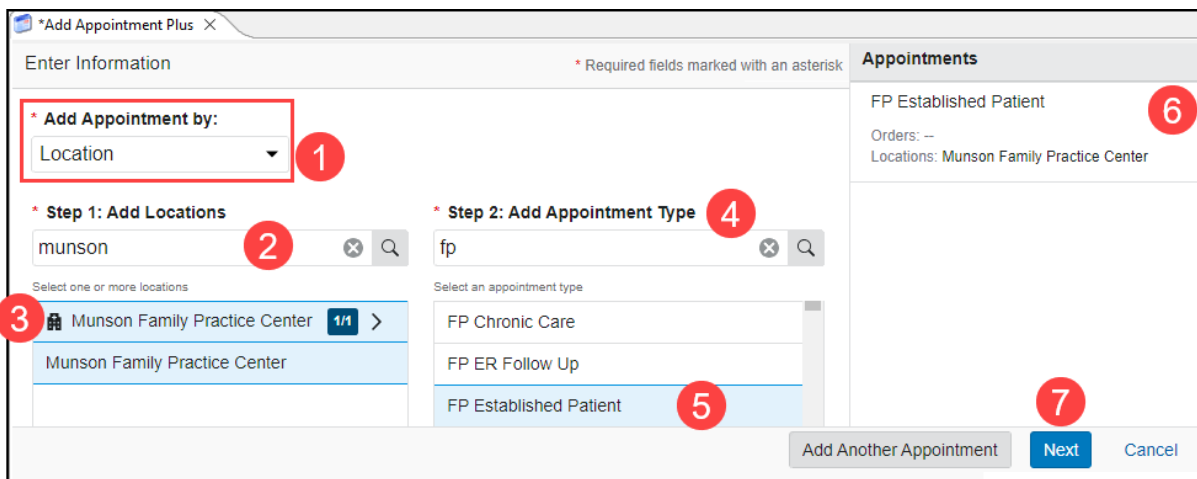 *Add Appointment Plus
Enter Information
* Required fields marked with an asterisk
Appointments
* Add Appointment by:
Location
1
FP Established Patient
6
Orders: --
Locations: Munson Family Practice Center
* Step 1: Add Locations
* Step 2: Add Appointment Type
4
munson
2
fp
Select one or more locations
Select an appointment type
3
Munson Family Practice Center 1/1
FP Chronic Care
Munson Family Practice Center
FP ER Follow Up
FP Established Patient
5
7
Add Another Appointment
Next
Cancel